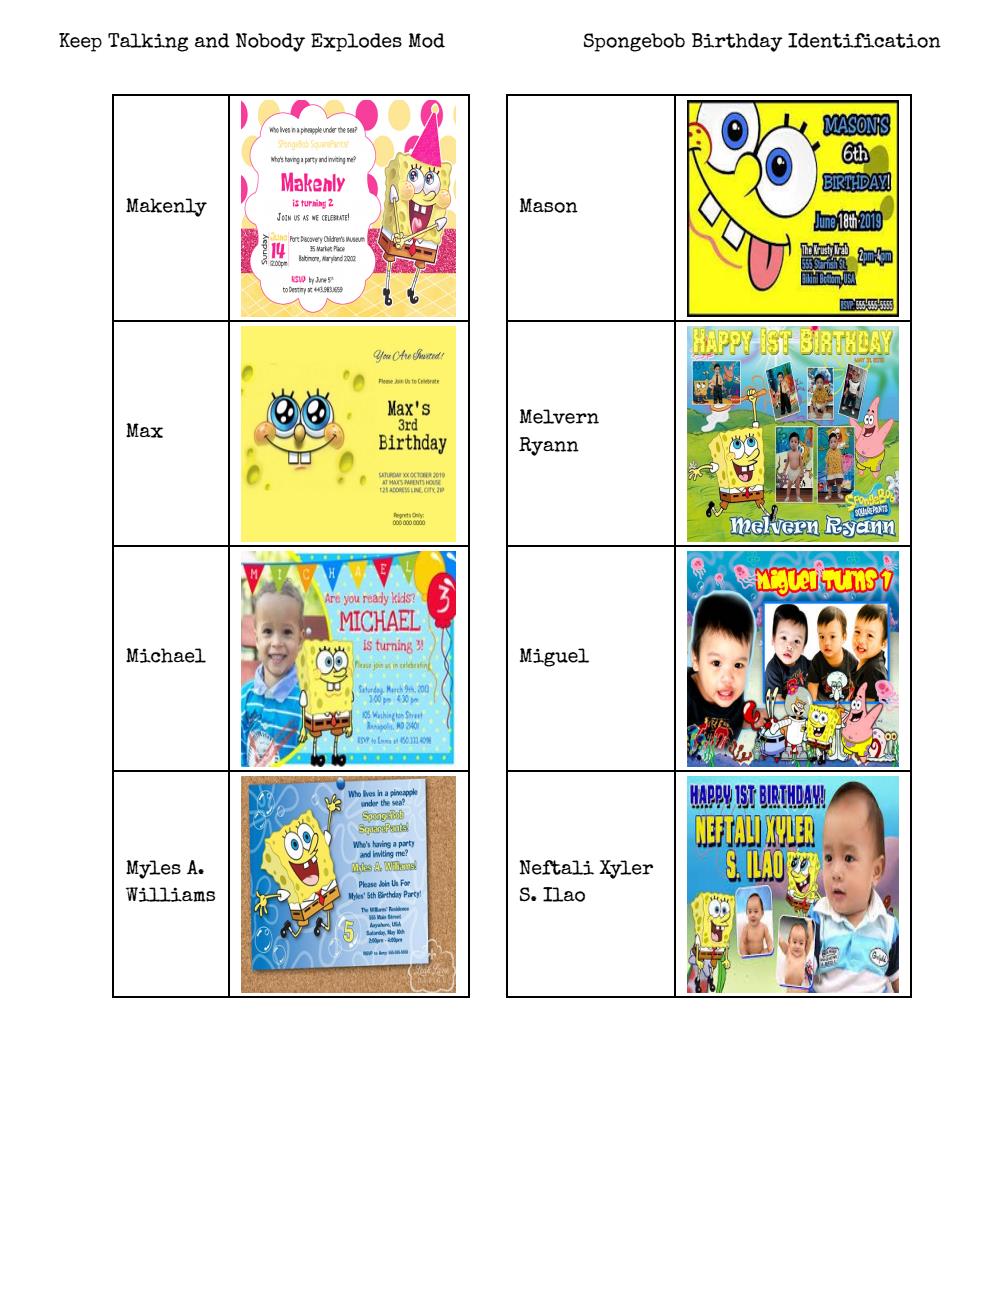 Keep Talking and Nobody Explodes Mod
Spongebob Birthday Identification
Makenly
Who lives in a pineapple under the sea?
SpongeBob SquarePants!
Who's having a party and inviting me?
Makenly
is turning 2
Join us as we celebrate!
Sunday
14
12:00pm
Port Discovery Children's Museum
35 Market Place
Baltimore, Maryland 21202
RSVP by June 5th
to Destiny at 443.983.1659
Mason
MASON'S
6th
BIRTHDAY!
June 18th 2019
The Krusty Krab
555 Starfish St.
Bikini Bottom, USA
2pm-4pm
RSVP: 555-555-5555
Max
You Are Invited!
Please Join Us to Celebrate
Max's
3rd
Birthday
SATURDAY XX OCTOBER 2019
AT MAX'S PARENTS HOUSE
123 ADDRESS LINE, CITY, ZIP
Regrets Only:
000 000 0000
Melvern
Ryann
HAPPY 1ST BIRTHDAY
SpongeBob
SQUAREPANTS
Melvern Ryann
Michael
MICHAEL
3
Are you ready kids?
MICHAEL
is turning 3!
Please join us in celebrating
Saturday, March 9th, 2013
3:00 pm - 4:30 pm
105 Washington Street
Annapolis, MD 21401
RSVP to Emma at 450.333.4098
Miguel
Miguel Turns 1
Myles A.
Williams
Who lives in a pineapple
under the sea?
SpongeBob
SquarePants!
Who's having a party
and inviting me?
Myles A. Williams!
Please Join Us For
Myles' 5th Birthday Party!
5
The Williams' Residence
555 Main Street
Anywhere, USA
Saturday, May 10th
2:00pm - 4:00pm
Neftali Xyler
S. Ilao
HAPPY 1ST BIRTHDAY!
NEFTALI XYLER
S. ILAO